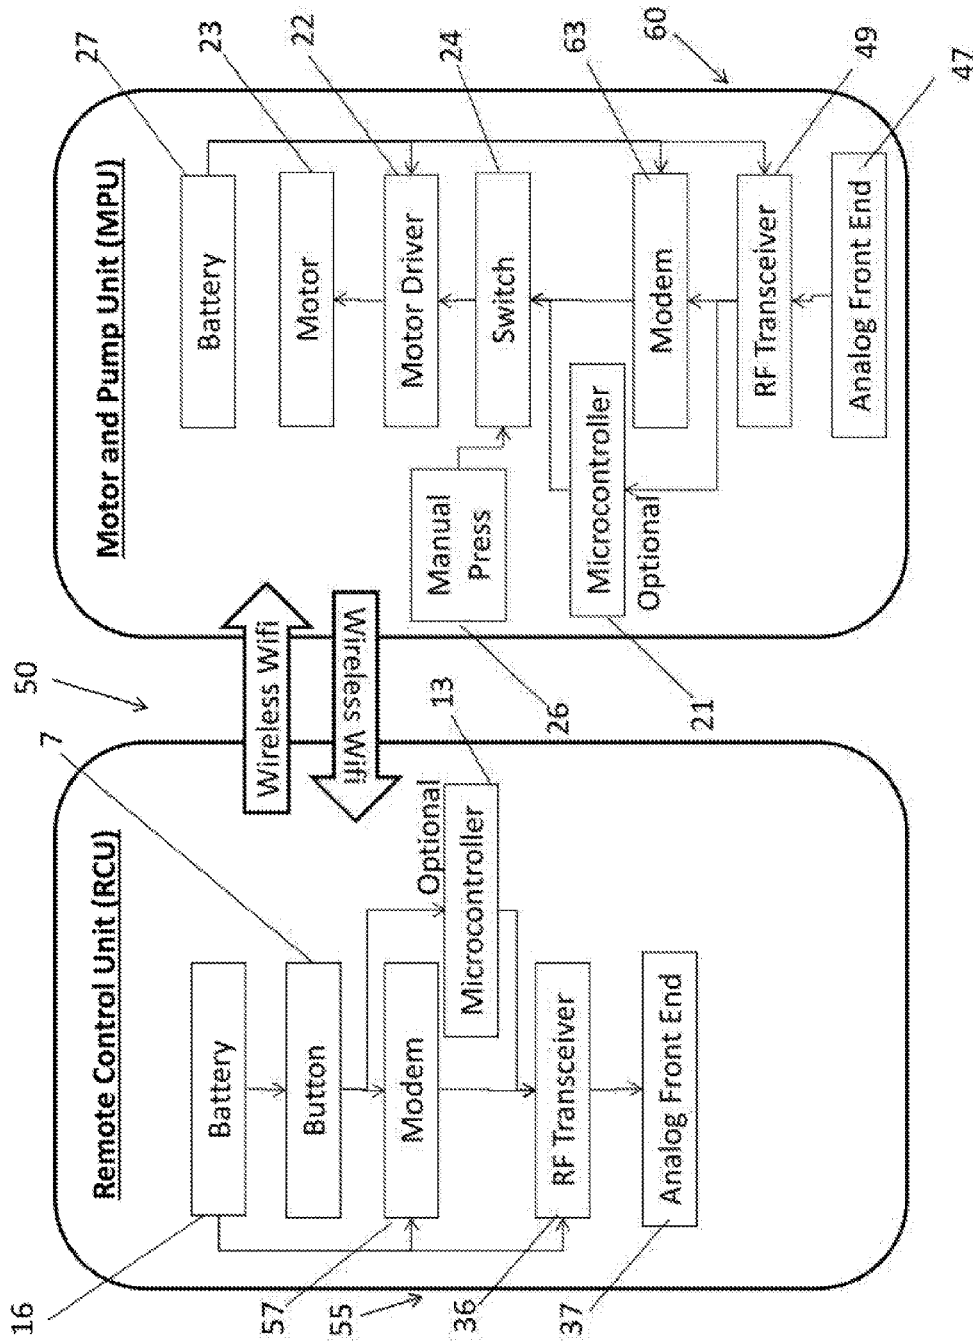 50
Remote Control Unit (RCU)
16
Battery
7
Button
57
Modem
Optional
13
Microcontroller
55
36
RF Transceiver
37
Analog Front End
Wireless Wifi
Wireless Wifi
Motor and Pump Unit (MPU)
27
Battery
23
Motor
22
Motor Driver
24
Switch
Manual
Press
26
Microcontroller
Optional
21
63
Modem
60
RF Transceiver
49
Analog Front End
47